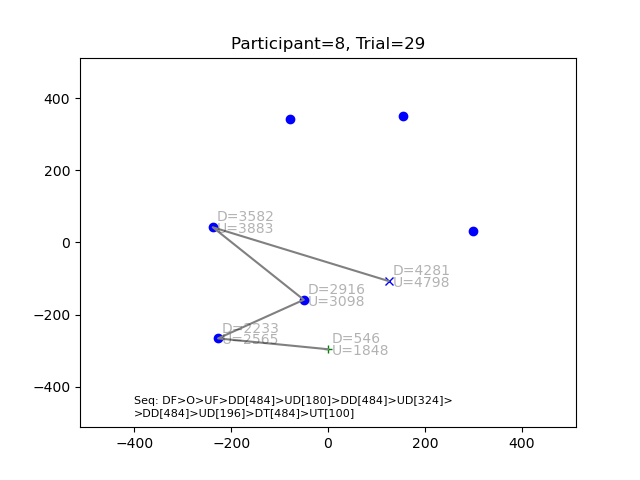 Participant=8, Trial=29
400
200
0
−200
−400
−400
−200
0
200
400
D=3582
U=3883
D=4281
U=4798
D=2916
U=3098
D=2233
U=2565
D=546
U=1848
Seq: DF>O>UF>DD[484]>UD[180]>DD[484]>UD[324]>
>DD[484]>UD[196]>DT[484]>UT[100]